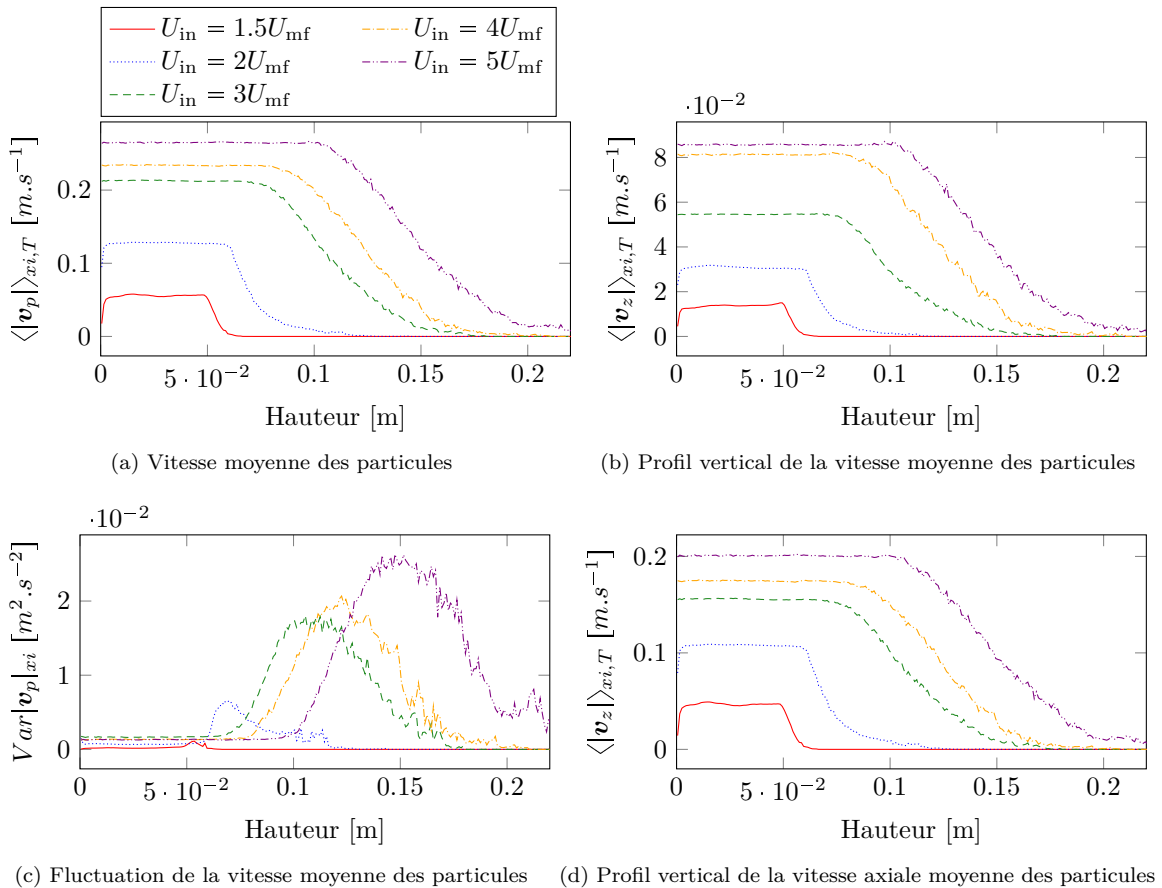 U_in = 1.5U_mf
U_in = 4U_mf
U_in = 2U_mf
U_in = 5U_mf
U_in = 3U_mf
⟨|v_p|⟩_{xi,T} [m.s^{−1}]
0.2
0.1
0
0
5 · 10^{−2}
0.1
0.15
0.2
Hauteur [m]
(a) Vitesse moyenne des particules
·10^{−2}
⟨|v_z|⟩_{xi,T} [m.s^{−1}]
8
6
4
2
0
0
5 · 10^{−2}
0.1
0.15
0.2
Hauteur [m]
(b) Profil vertical de la vitesse moyenne des particules
·10^{−2}
Var|v_p|_{xi} [m^2.s^{−2}]
2
1
0
0
5 · 10^{−2}
0.1
0.15
0.2
Hauteur [m]
(c) Fluctuation de la vitesse moyenne des particules
⟨|v_z|⟩_{xi,T} [m.s^{−1}]
0.2
0.1
0
0
5 · 10^{−2}
0.1
0.15
0.2
Hauteur [m]
(d) Profil vertical de la vitesse axiale moyenne des particules